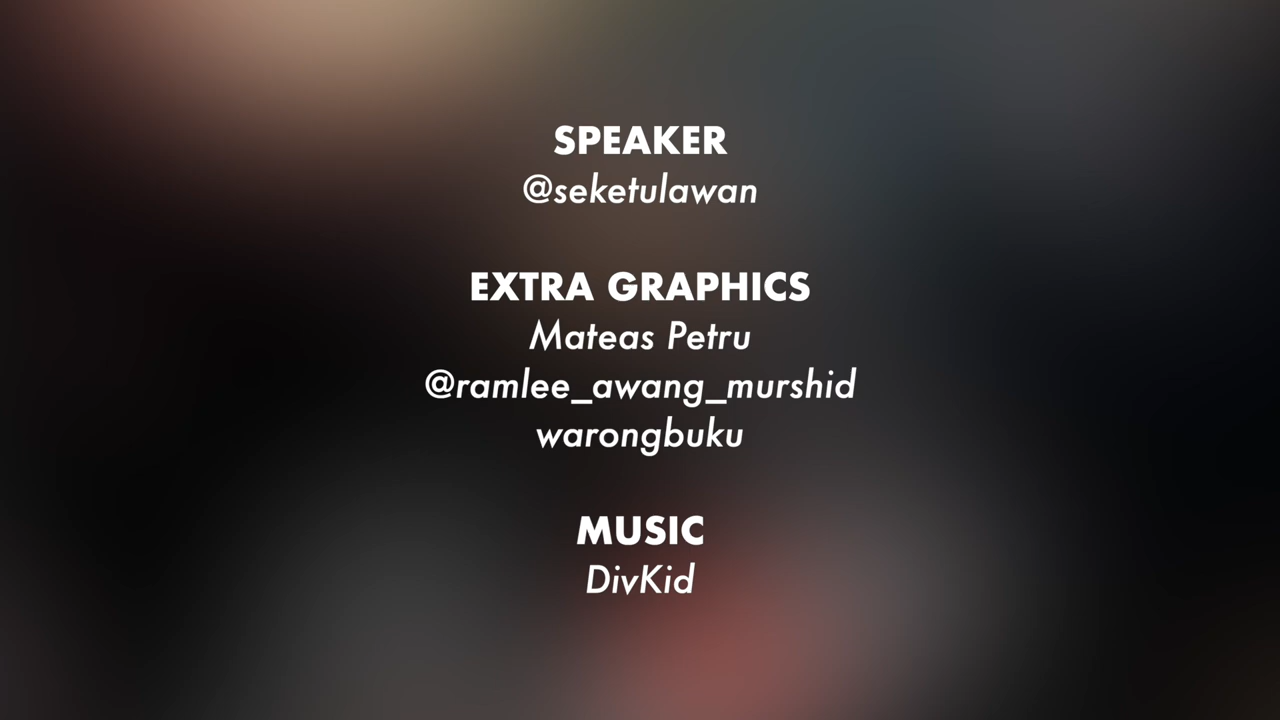 SPEAKER
@seketulawan
EXTRA GRAPHICS
Mateas Petru
@ramlee_awang_murshid
warongbuku
MUSIC
DivKid